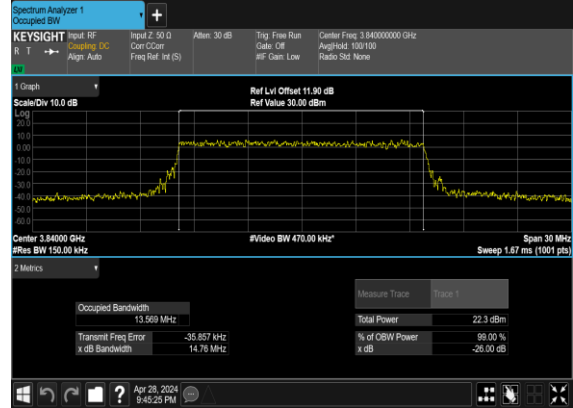 Spectrum Analyzer 1
Occupied BW
+
KEYSIGHT Input: RF Input Z: 50 Ω Atten: 30 dB Trig: Free Run Center Freq: 3.840000000 GHz
R T Coupling: DC Corr CCorr Gate: Off Avg|Hold: 100/100
Align: Auto Freq Ref: Int (S) #IF Gain: Low Radio Std: None
LM
1 Graph
Ref Lvl Offset 11.90 dB
Scale/Div 10.0 dB Ref Value 30.00 dBm
Log
20.0
10.0
0.00
-10.0
-20.0
-30.0
-40.0
-50.0
-60.0
Center 3.84000 GHz #Video BW 470.00 kHz* Span 30 MHz
#Res BW 150.00 kHz Sweep 1.67 ms (1001 pts)
2 Metrics
Measure Trace Trace 1
Occupied Bandwidth
13.569 MHz
Total Power 22.3 dBm
Transmit Freq Error -35.857 kHz % of OBW Power 99.00 %
x dB Bandwidth 14.76 MHz x dB -26.00 dB
?
Apr 28, 2024
9:45:25 PM